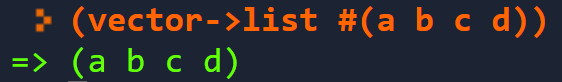 (vector->list #(a b c d))
=> (a b c d)